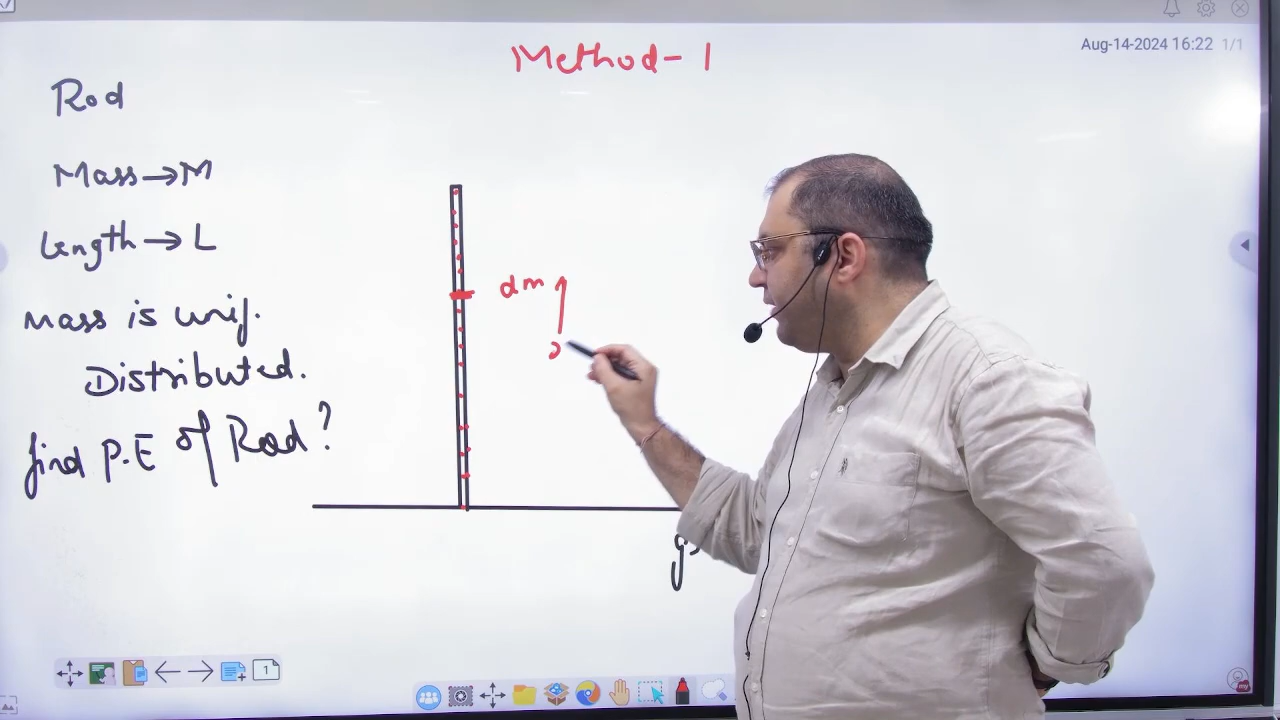 Method-1
Aug-14-2024 16:22 1/1
Rod
Mass→M
length→L
mass is unif.
Distributed.
find P.E of Rod?
dm
1